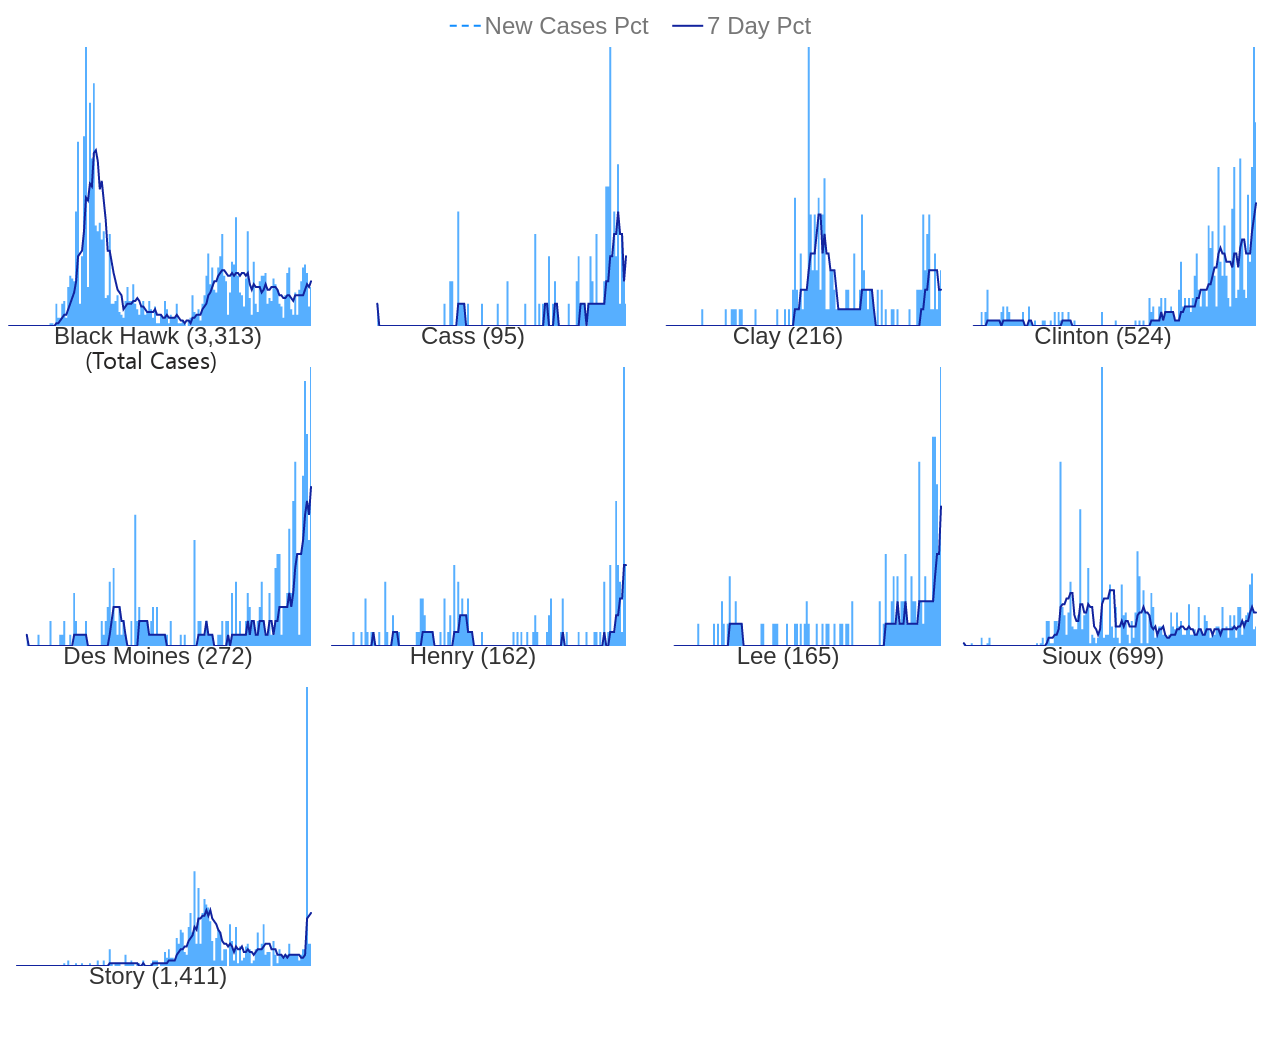 New Cases Pct 7 Day Pct
Black Hawk (3,313) Cass (95) Clay (216) Clinton (524)
(Total Cases)
Des Moines (272) Henry (162) Lee (165) Sioux (699)
Story (1,411)